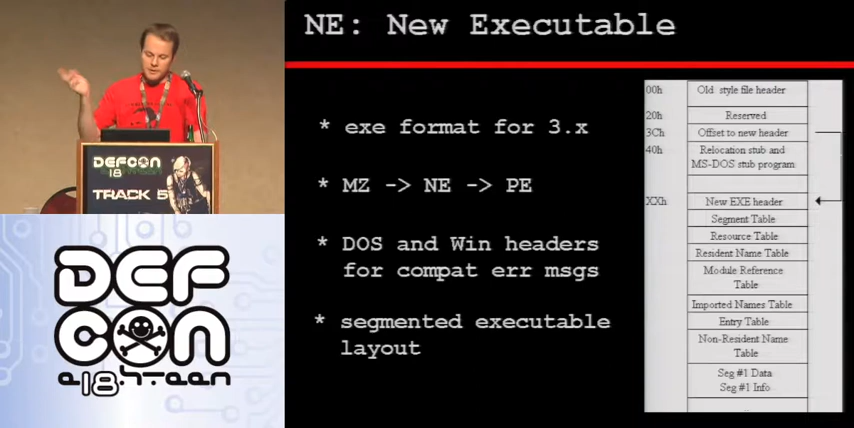 NE: New Executable
* exe format for 3.x
* MZ -> NE -> PE
* DOS and Win headers
for compat err msgs
* segmented executable
layout
00h Old style file header
20h Reserved
3Ch Offset to new header
40h Relocation stub and
MS-DOS stub program
XXh New EXE header
Segment Table
Resource Table
Resident Name Table
Module Reference
Table
Imported Names Table
Entry Table
Non-Resident Name
Table
Seg #1 Data
Seg #1 Info
DEFCON
18
TRACK 5
DEF
CON
e18hteen